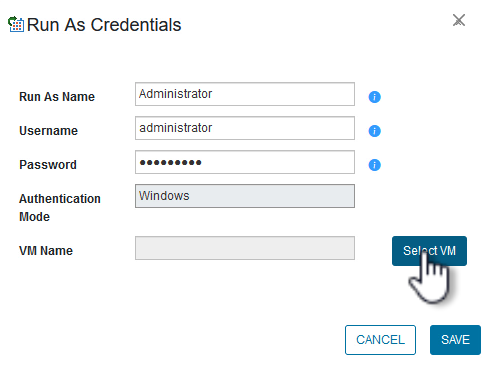 Run As Credentials
Run As Name Administrator
Username administrator
Password •••••••••
Authentication Mode Windows
VM Name Select VM
CANCEL SAVE